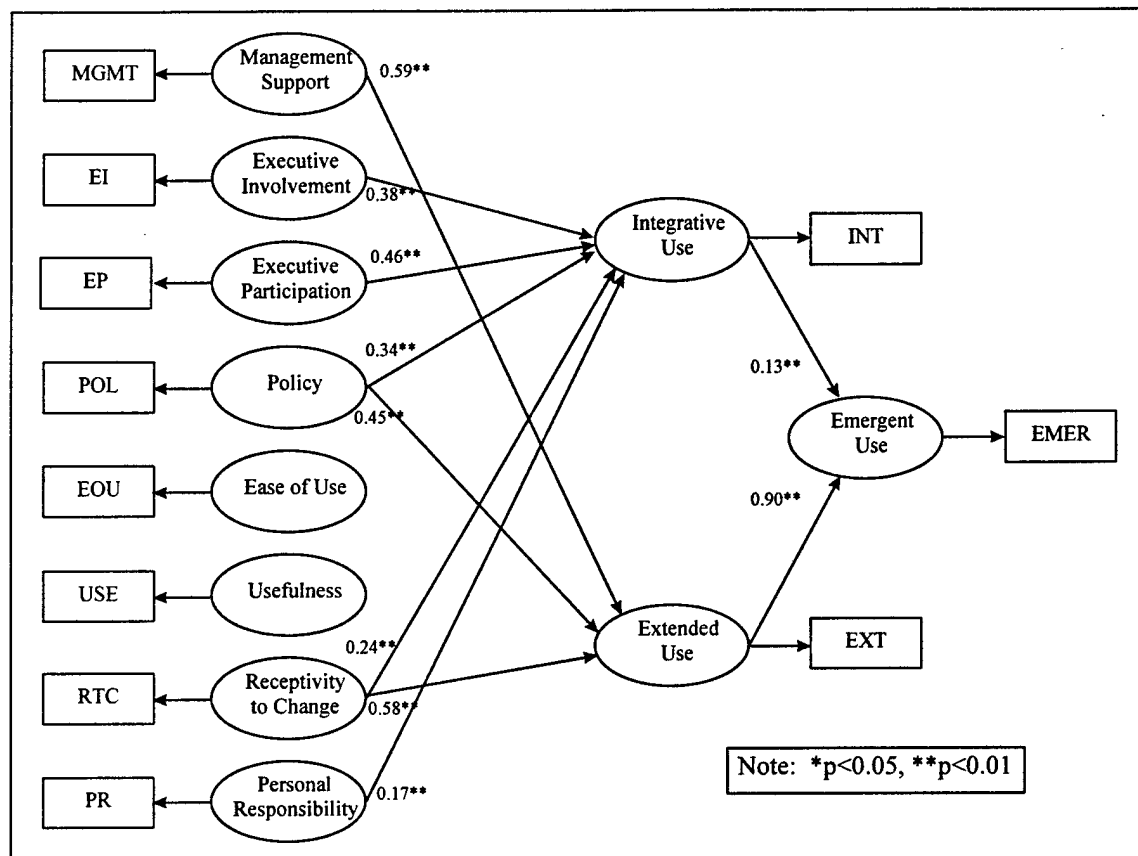 MGMT
Management
Support
0.59**
EI
Executive
Involvement
0.38**
Integrative
Use
INT
EP
Executive
Participation
0.46**
POL
Policy
0.34**
0.45**
0.13**
Emergent
Use
EMER
EOU
Ease of Use
0.90**
USE
Usefulness
Extended
Use
EXT
RTC
Receptivity
to Change
0.24**
0.58**
PR
Personal
Responsibility
0.17**
Note: *p<0.05, **p<0.01